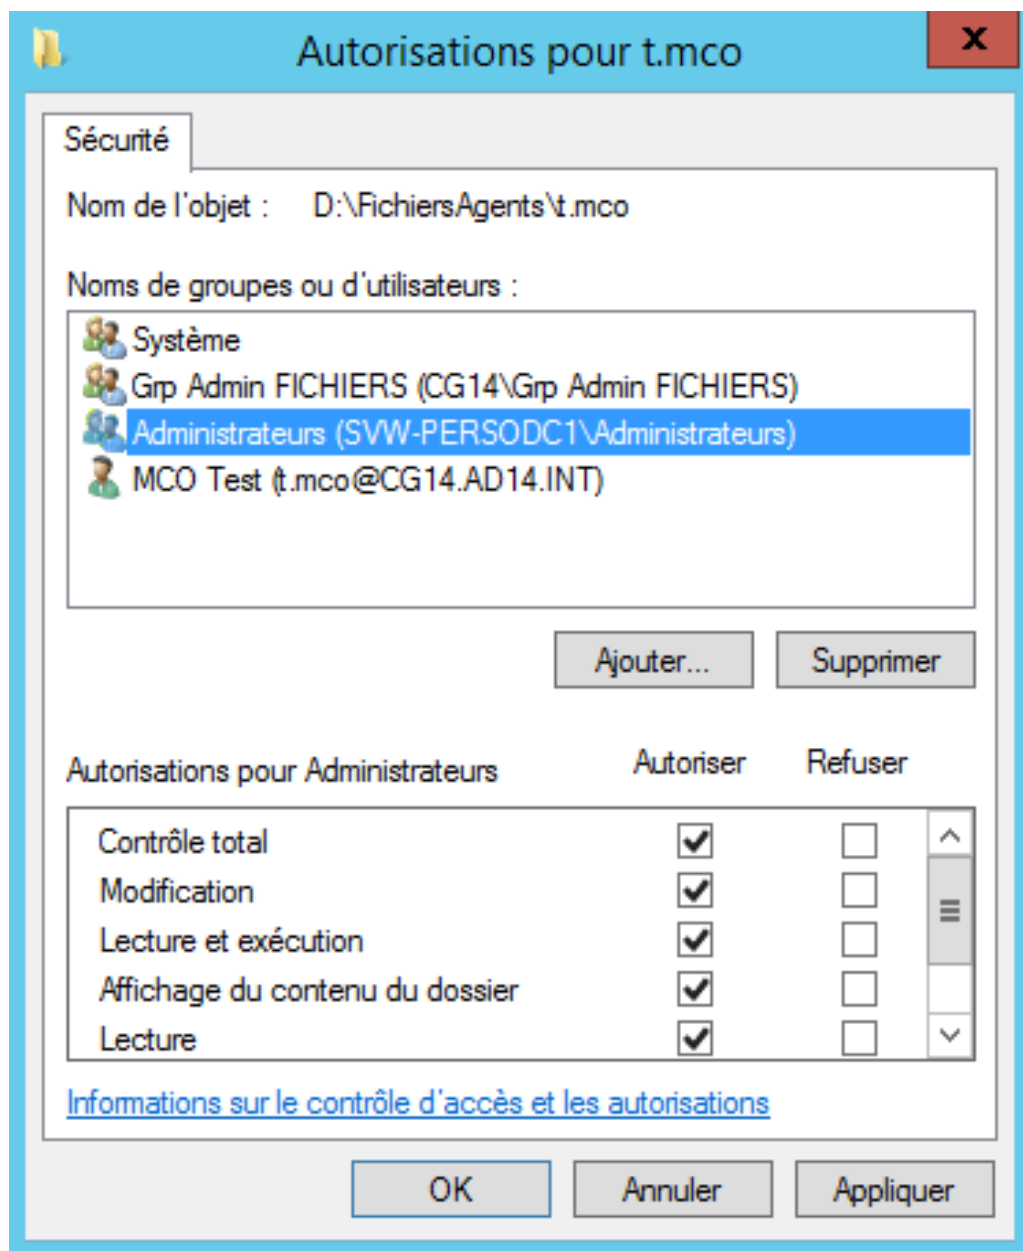 Autorisations pour t.mco
x
Sécurité
Nom de l'objet : D:\FichiersAgents\t.mco
Noms de groupes ou d'utilisateurs :
Système
Grp Admin FICHIERS (CG14\Grp Admin FICHIERS)
Administrateurs (SVW-PERSODC1\Administrateurs)
MCO Test (t.mco@CG14.AD14.INT)
Ajouter... Supprimer
Autorisations pour Administrateurs Autoriser Refuser
Contrôle total
Modification
Lecture et exécution
Affichage du contenu du dossier
Lecture
Informations sur le contrôle d'accès et les autorisations
OK Annuler Appliquer